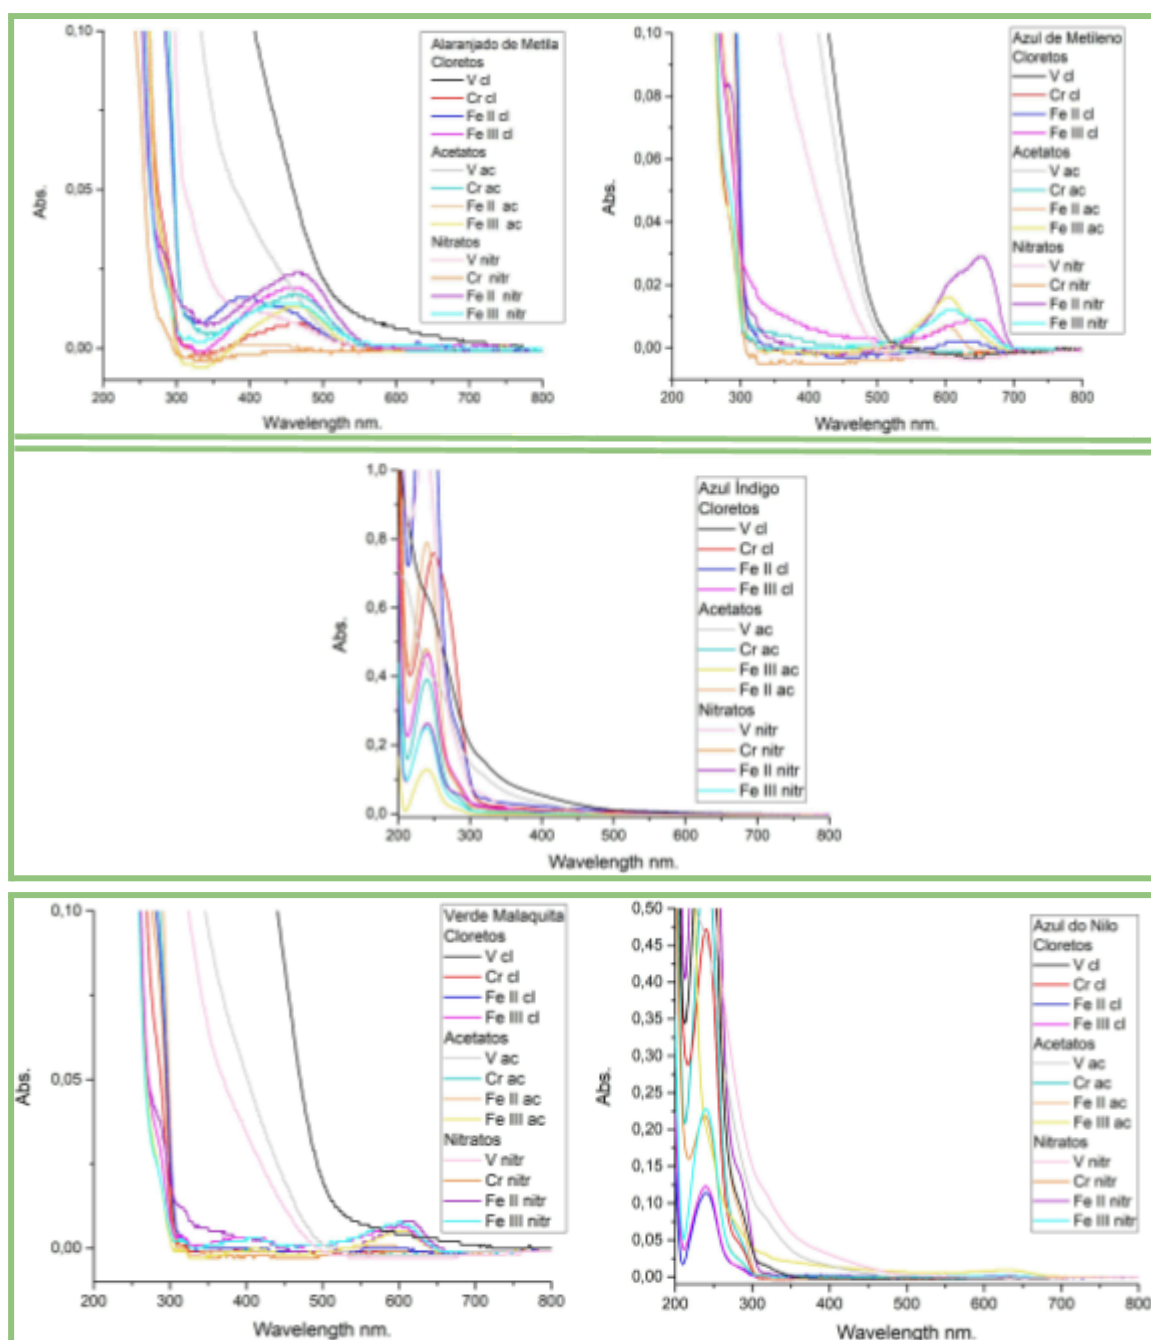 0,10
0,05
0,00
Abs.
200 300 400 500 600 700 800
Wavelength nm.
Alaranjado de Metila
Cloretos
V cl
Cr cl
Fe II cl
Fe III cl
Acetatos
V ac
Cr ac
Fe II ac
Fe III ac
Nitratos
V nitr
Cr nitr
Fe II nitr
Fe III nitr
0,10
0,08
0,06
0,04
0,02
0,00
Abs.
200 300 400 500 600 700 800
Wavelength nm.
Azul de Metileno
Cloretos
V cl
Cr cl
Fe II cl
Fe III cl
Acetatos
V ac
Cr ac
Fe II ac
Fe III ac
Nitratos
V nitr
Cr nitr
Fe II nitr
Fe III nitr
1,0
0,8
0,6
0,4
0,2
0,0
Abs.
200 300 400 500 600 700 800
Wavelength nm.
Azul Índigo
Cloretos
V cl
Cr cl
Fe II cl
Fe III cl
Acetatos
V ac
Cr ac
Fe III ac
Fe II ac
Nitratos
V nitr
Cr nitr
Fe II nitr
Fe III nitr
0,10
0,05
0,00
Abs.
200 300 400 500 600 700 800
Wavelength nm.
Verde Malaquita
Cloretos
V cl
Cr cl
Fe II cl
Fe III cl
Acetatos
V ac
Cr ac
Fe II ac
Fe III ac
Nitratos
V nitr
Cr nitr
Fe II nitr
Fe III nitr
0,50
0,45
0,40
0,35
0,30
0,25
0,20
0,15
0,10
0,05
0,00
Abs.
200 300 400 500 600 700 800
Wavelength nm.
Azul do Nilo
Cloretos
V cl
Cr cl
Fe II cl
Fe III cl
Acetatos
V ac
Cr ac
Fe II ac
Fe III ac
Nitratos
V nitr
Cr nitr
Fe II nitr
Fe III nitr